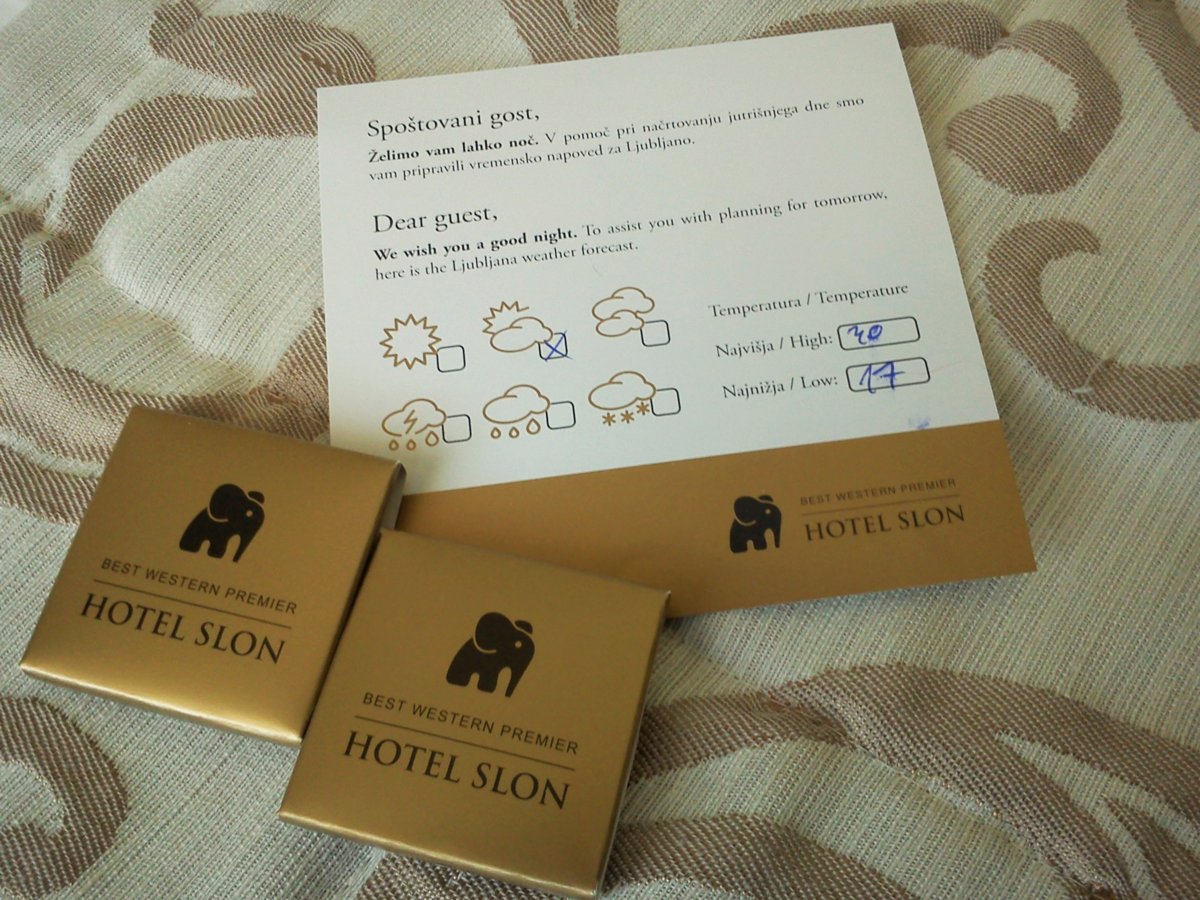 Spoštovani gost,
Želimo vam lahko noč. V pomoč pri načrtovanju jutrišnjega dne smo
vam pripravili vremensko napoved za Ljubljano.
Dear guest,
We wish you a good night. To assist you with planning for tomorrow,
here is the Ljubljana weather forecast.
Temperatura / Temperature
Najvišja / High:
Najnižja / Low: 17
BEST WESTERN PREMIER
HOTEL SLON
BEST WESTERN PREMIER
HOTEL SLON
BEST WESTERN PREMIER
HOTEL SLON